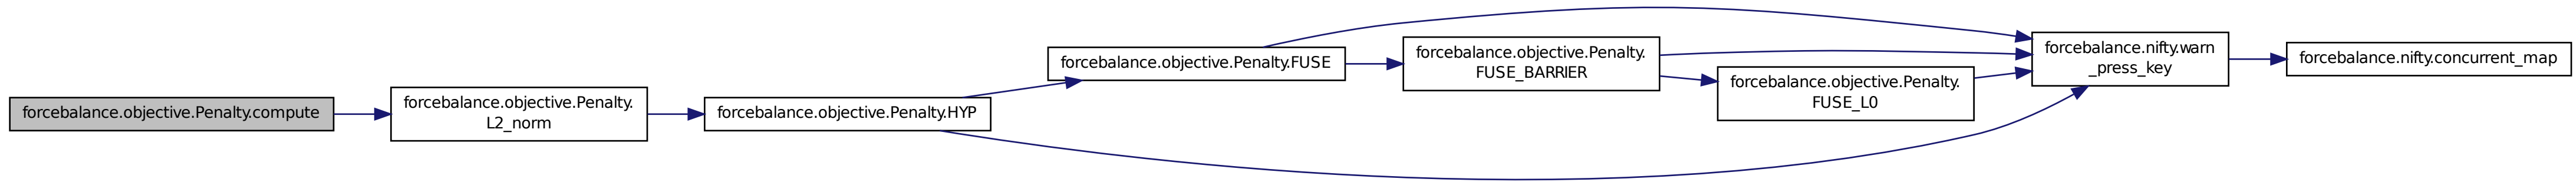 forcebalance.objective.Penalty.compute
forcebalance.objective.Penalty.
L2_norm
forcebalance.objective.Penalty.HYP
forcebalance.objective.Penalty.FUSE
forcebalance.objective.Penalty.
FUSE_BARRIER
forcebalance.objective.Penalty.
FUSE_L0
forcebalance.nifty.warn
_press_key
forcebalance.nifty.concurrent_map